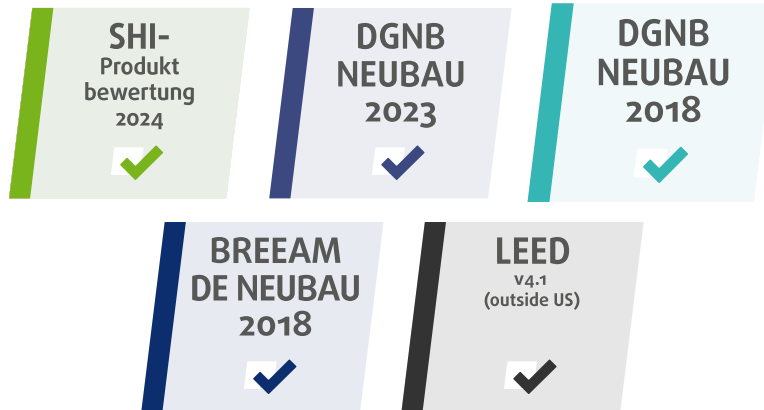 SHI-
Produkt
bewertung
2024
DGNB
NEUBAU
2023
DGNB
NEUBAU
2018
BREEAM
DE NEUBAU
2018
LEED
v4.1
(outside US)